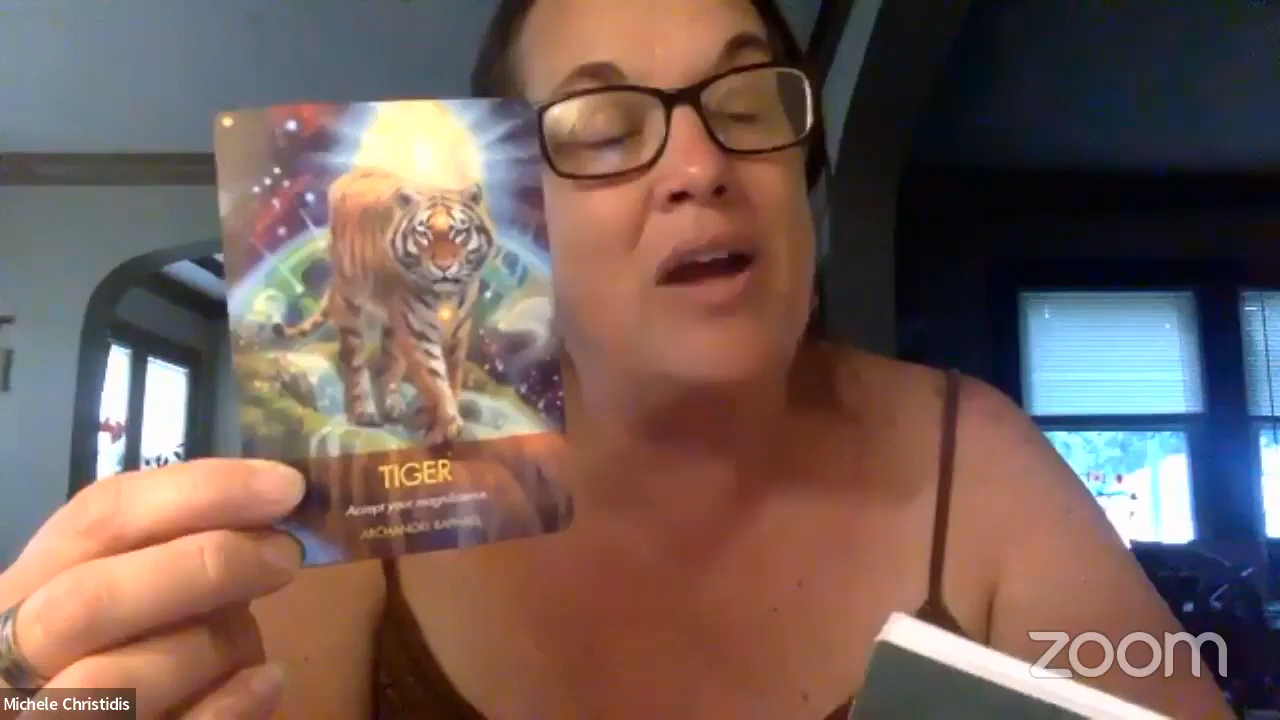 TIGER
Accept your magnificence
ARCHANGEL RAPHAEL
zoom
Michele Christidis